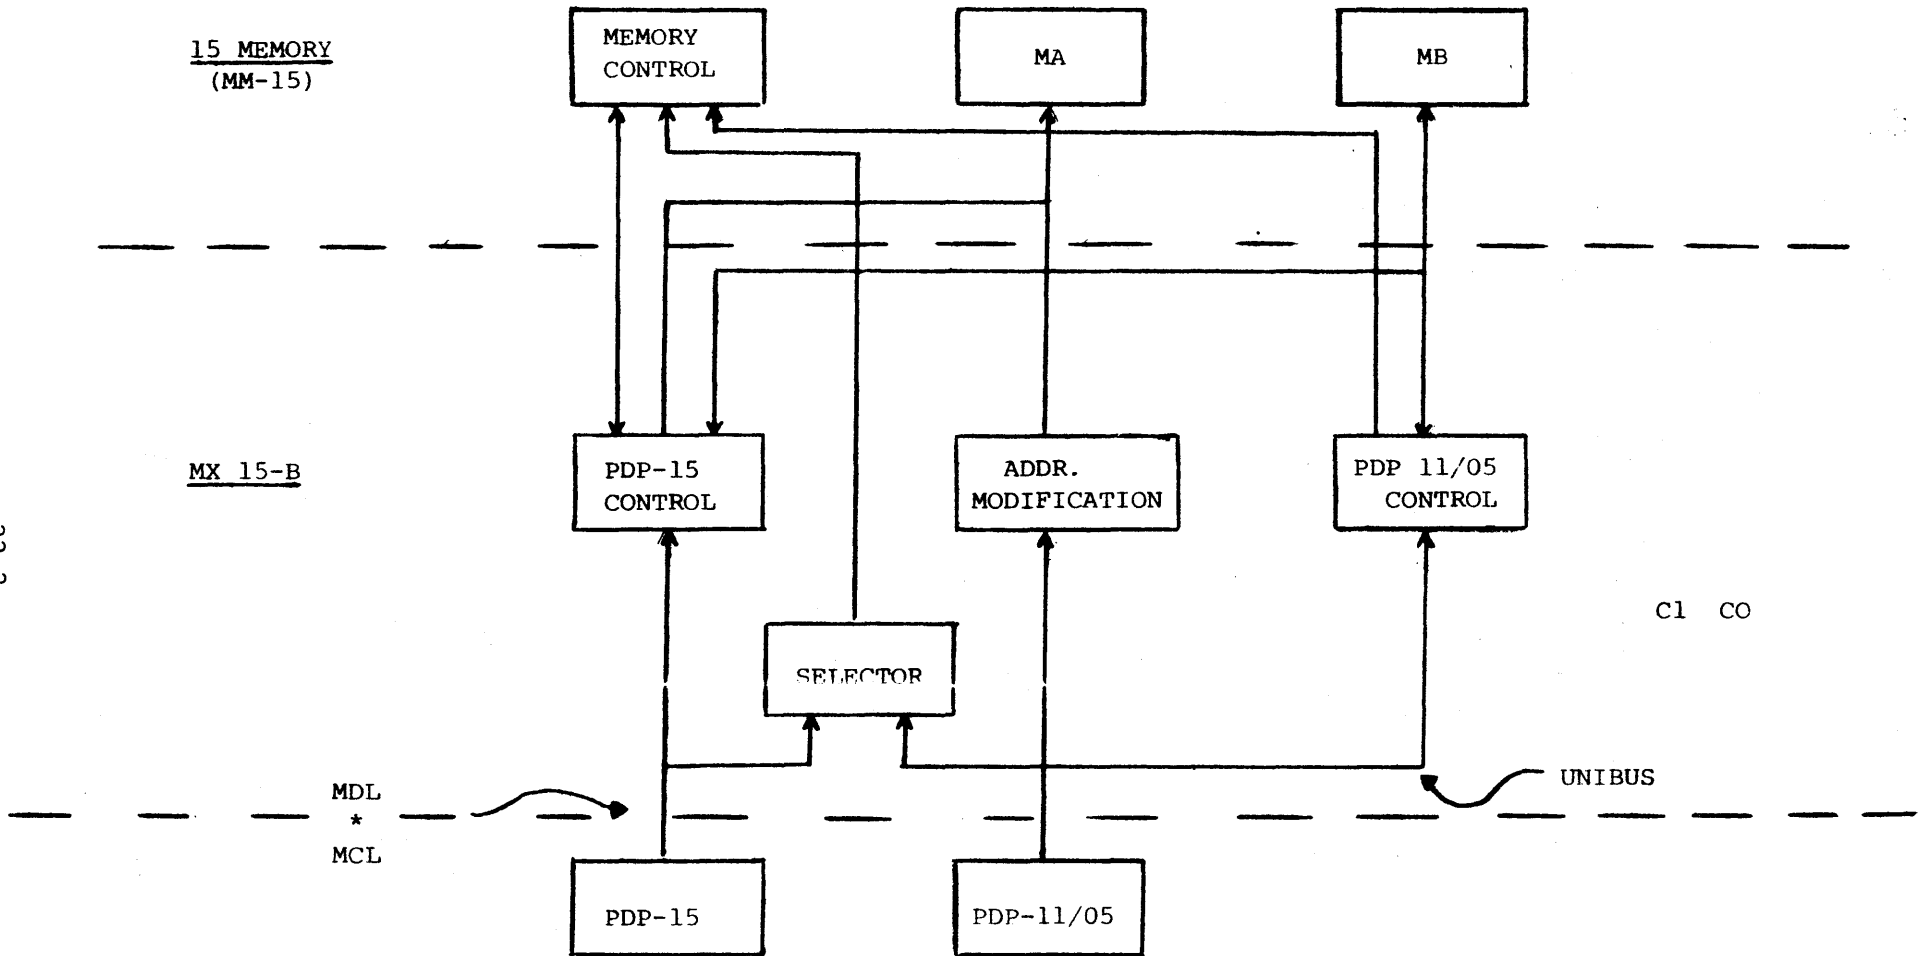 15 MEMORY
(MM-15)
MEMORY
CONTROL
MA
MB
MX 15-B
PDP-15
CONTROL
ADDR.
MODIFICATION
PDP 11/05
CONTROL
C1 CO
SELECTOR
UNIBUS
MDL
*
MCL
PDP-15
PDP-11/05